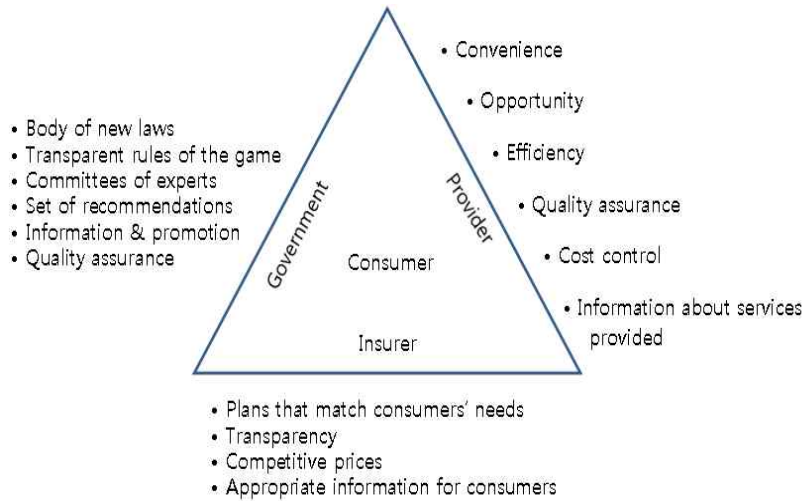 • Convenience
• Opportunity
• Efficiency
• Quality assurance
• Cost control
• Information about services
provided
• Body of new laws
• Transparent rules of the game
• Committees of experts
• Set of recommendations
• Information & promotion
• Quality assurance
Government
Provider
Consumer
Insurer
• Plans that match consumers’ needs
• Transparency
• Competitive prices
• Appropriate information for consumers